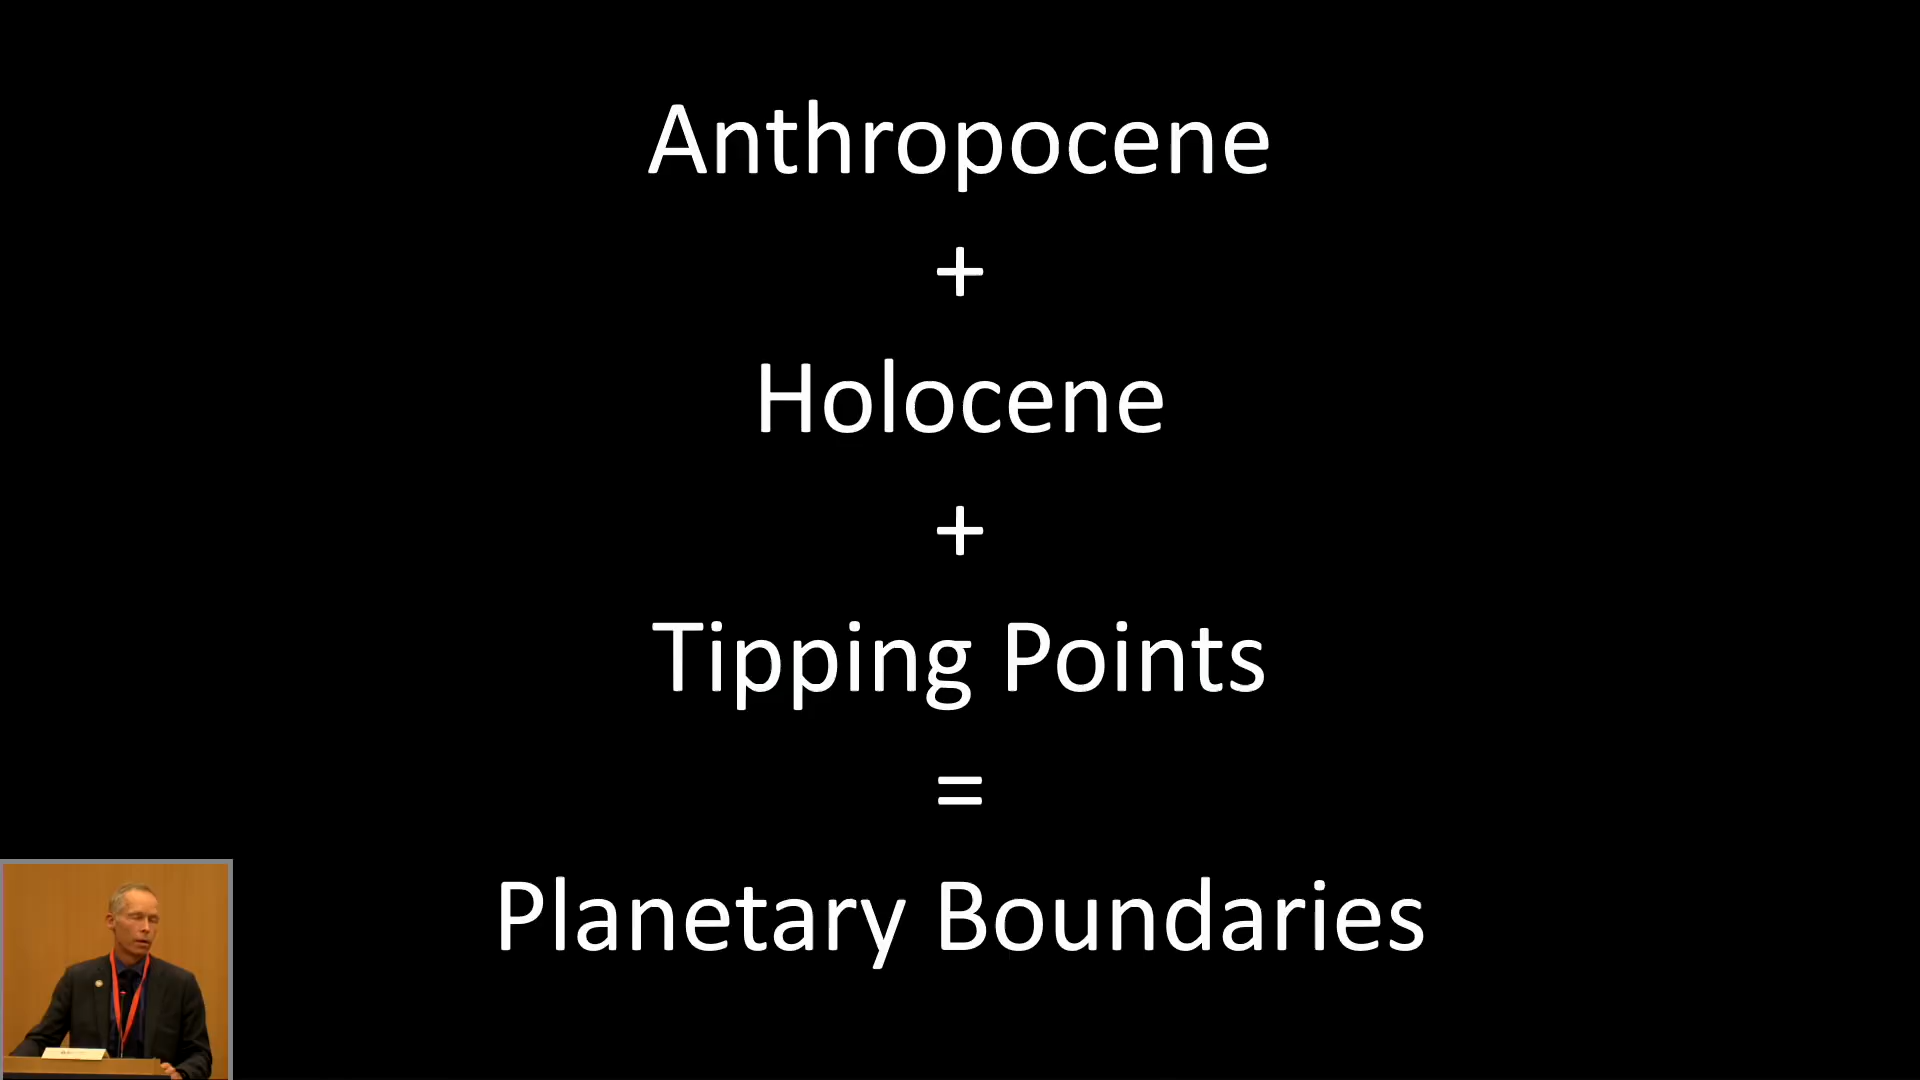 Anthropocene
+
Holocene
+
Tipping Points
=
Planetary Boundaries